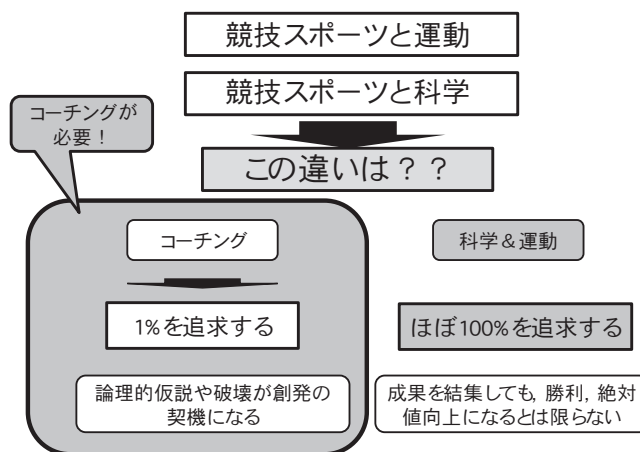 競技スポーツと運動
競技スポーツと科学
コーチングが
必要！
この違いは？？
コーチング
科学＆運動
1%を追求する
ほぼ100%を追求する
論理的仮説や破壊が創発の
契機になる
成果を結集しても，勝利，絶対
値向上になるとは限らない